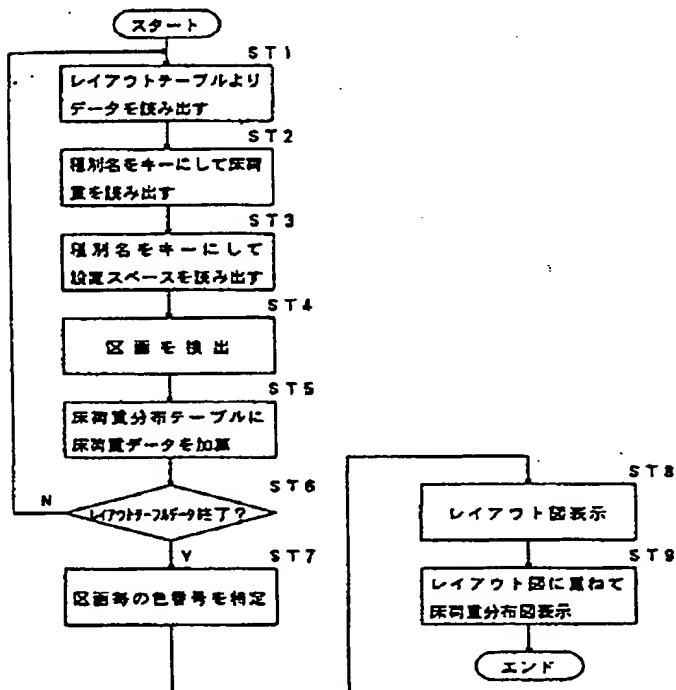 スタート
ST1
レイアウトテーブルより
データを読み出す
ST2
種別名をキーにして床荷
重を読み出す
ST3
種別名をキーにして
設置スペースを読み出す
ST4
区画を検出
ST5
床荷重分布テーブルに
床荷重データを加算
ST6
レイアウトテーブルデータ終了?
N
Y
ST7
区画毎の色番号を特定
ST8
レイアウト図表示
ST9
レイアウト図に重ねて
床荷重分布図表示
エンド